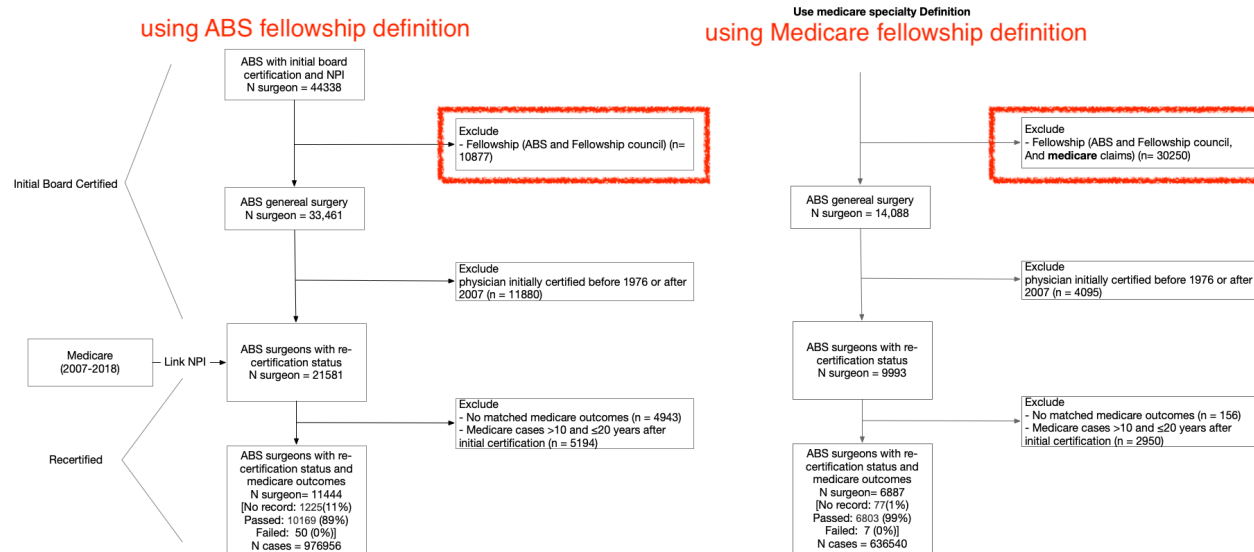 using ABS fellowship definition
ABS with initial board
certification and NPI
N surgeon = 44338
Exclude
- Fellowship (ABS and Fellowship council) (n=
10877)
Initial Board Certified
ABS genereal surgery
N surgeon = 33,461
Exclude
physician initially certified before 1976 or after
2007 (n = 11880)
Medicare
(2007-2018)
Link NPI
ABS surgeons with re-
certification status
N surgeon = 21581
Exclude
- No matched medicare outcomes (n = 4943)
- Medicare cases >10 and ≤20 years after
initial certification (n = 5194)
Recertified
ABS surgeons with re-
certification status and
medicare outcomes
N surgeon= 11444
[No record: 1225(11%)
Passed: 10169 (89%)
Failed: 50 (0%)]
N cases = 976956
Use medicare specialty Definition
using Medicare fellowship definition
Exclude
- Fellowship (ABS and Fellowship council,
And medicare claims) (n= 30250)
ABS genereal surgery
N surgeon = 14,088
Exclude
physician initially certified before 1976 or after
2007 (n = 4095)
ABS surgeons with re-
certification status
N surgeon = 9993
Exclude
- No matched medicare outcomes (n = 156)
- Medicare cases >10 and ≤20 years after
initial certification (n = 2950)
ABS surgeons with re-
certification status and
medicare outcomes
N surgeon= 6887
[No record: 77(1%)
Passed: 6803 (99%)
Failed: 7 (0%)]
N cases = 636540